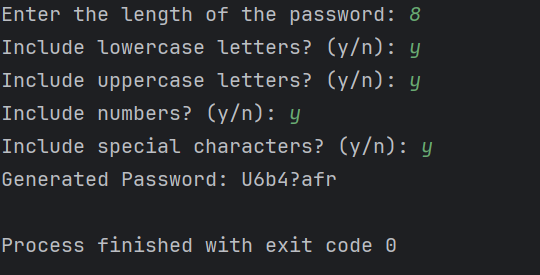 Enter the length of the password: 8
Include lowercase letters? (y/n): y
Include uppercase letters? (y/n): y
Include numbers? (y/n): y
Include special characters? (y/n): y
Generated Password: U6b4?afr
Process finished with exit code 0